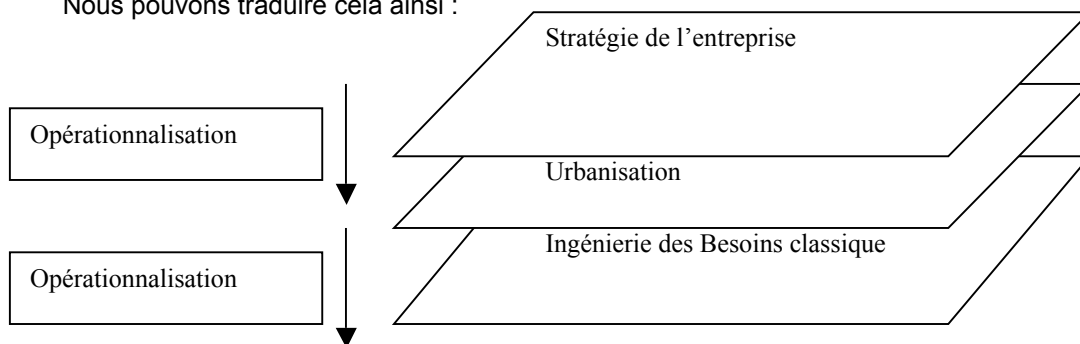 Nous pouvons traduire cela ainsi :
Stratégie de l'entreprise
Opérationnalisation
Urbanisation
Ingénierie des Besoins classique
Opérationnalisation